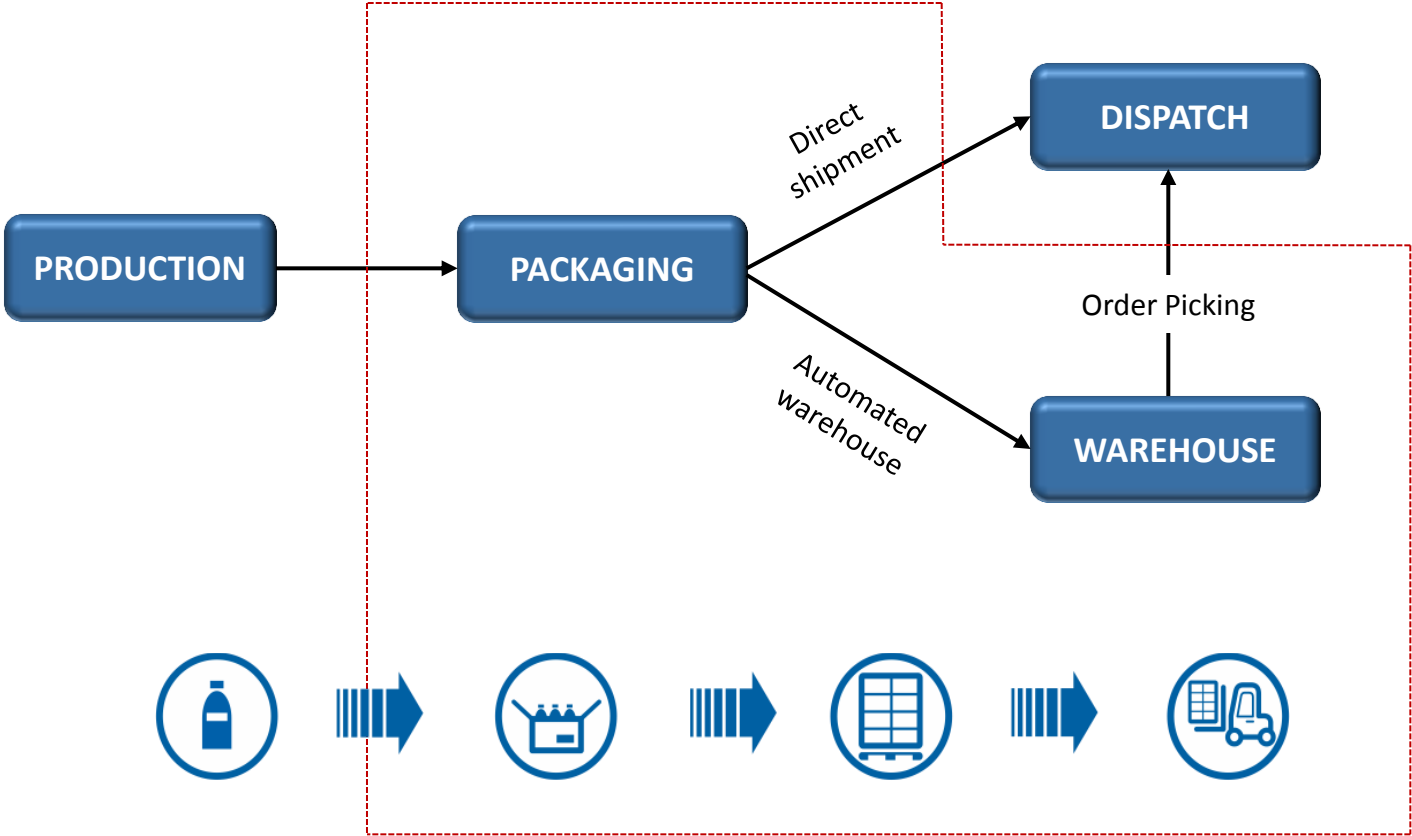 PRODUCTION
PACKAGING
Direct
shipment
DISPATCH
Automated
warehouse
Order Picking
WAREHOUSE